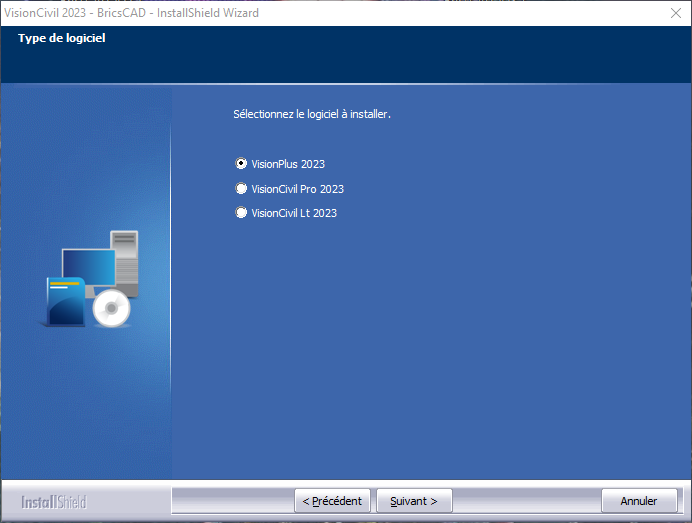 VisionCivil 2023 - BricsCAD - InstallShield Wizard
Type de logiciel
Sélectionnez le logiciel à installer.
VisionPlus 2023
VisionCivil Pro 2023
VisionCivil Lt 2023
InstallShield
< Précédent
Suivant >
Annuler